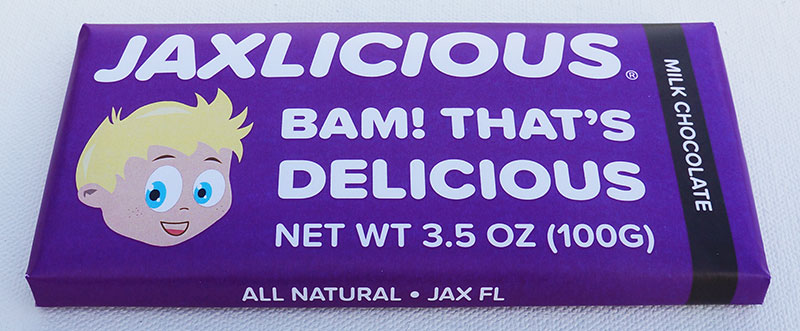 JAXLICIOUS®
BAM! THAT'S
DELICIOUS
NET WT 3.5 OZ (100G)
ALL NATURAL • JAX FL
MILK CHOCOLATE